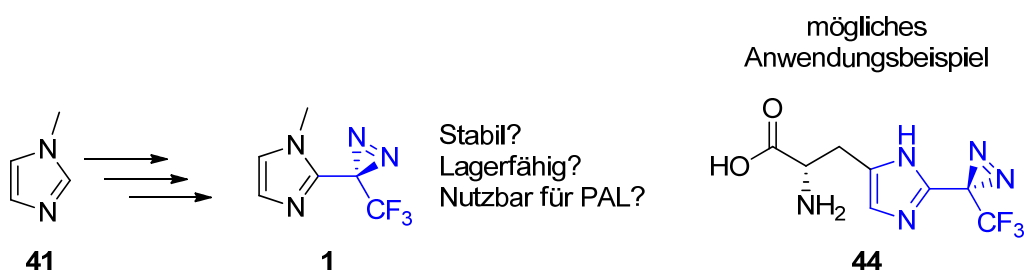 mögliches
Anwendungsbeispiel
N
N
N
N
N
CF3
Stabil?
Lagerfähig?
Nutzbar für PAL?
O
HO
NH2
H
N
N
N
N
CF3
41
1
44